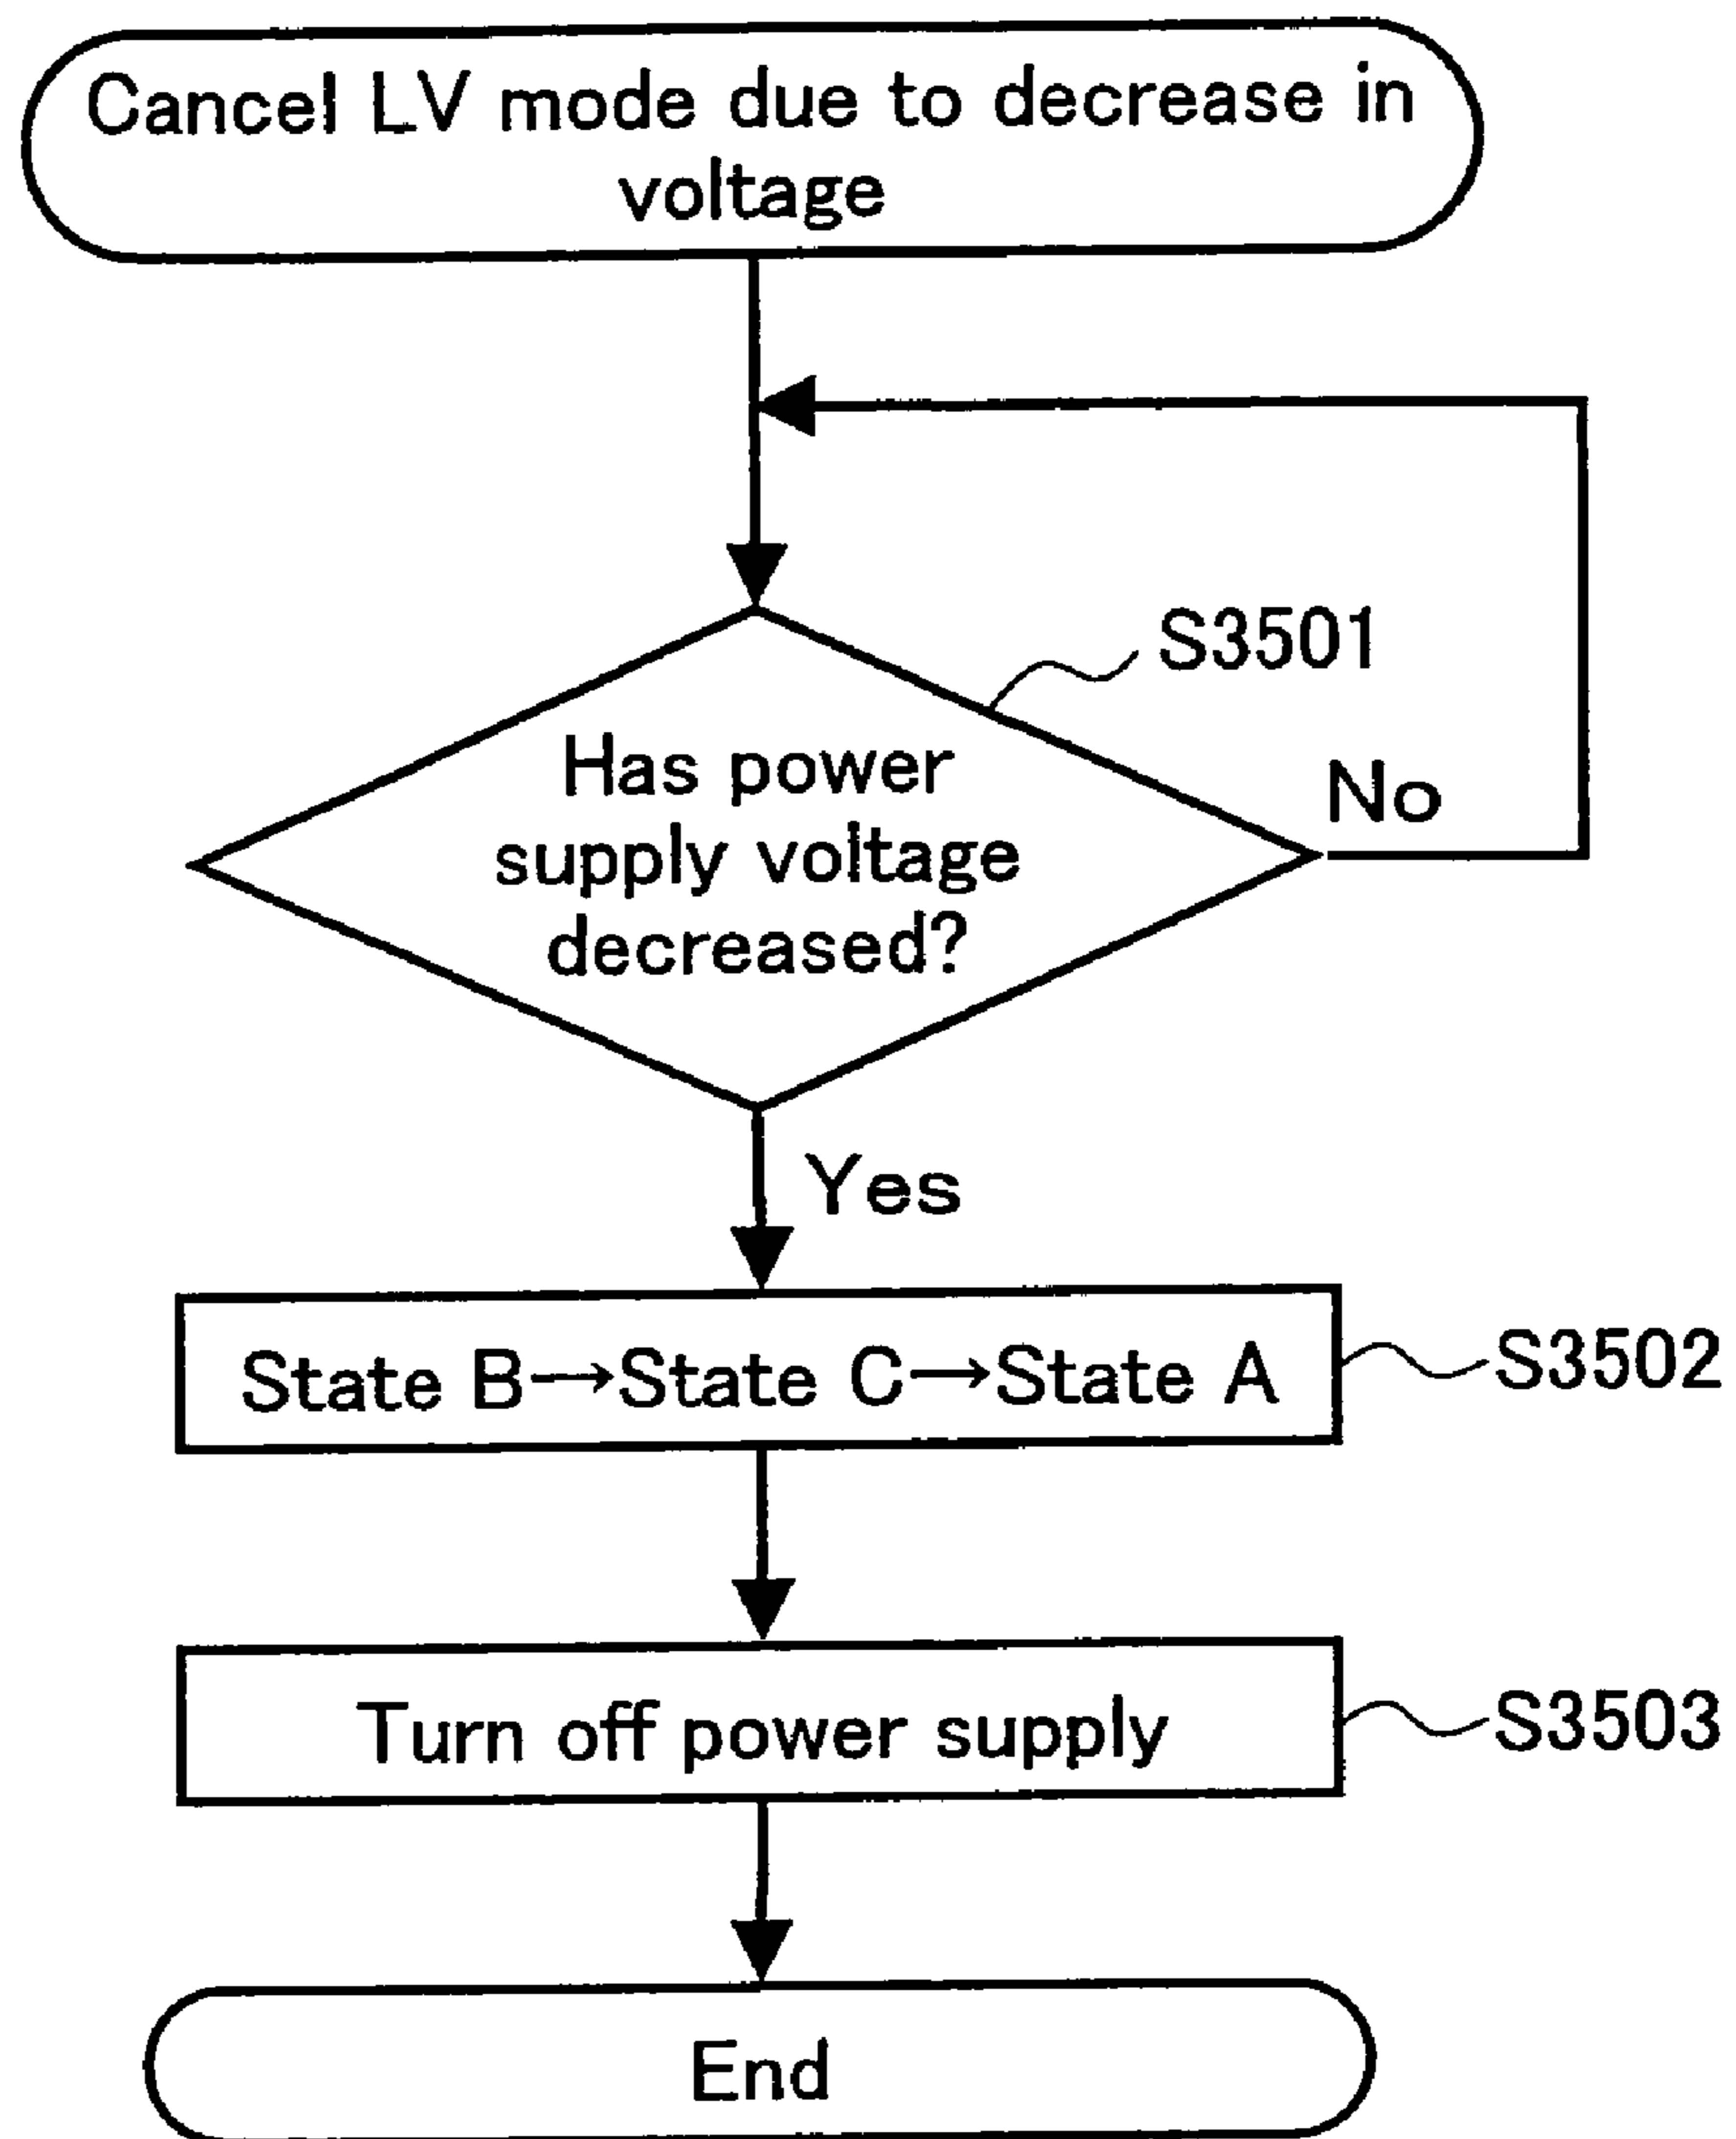 Cancel LV mode due to decrease in
voltage
S3501
Has power
supply voltage
decreased?
No
Yes
State B→State C→State A
S3502
Turn off power supply
S3503
End